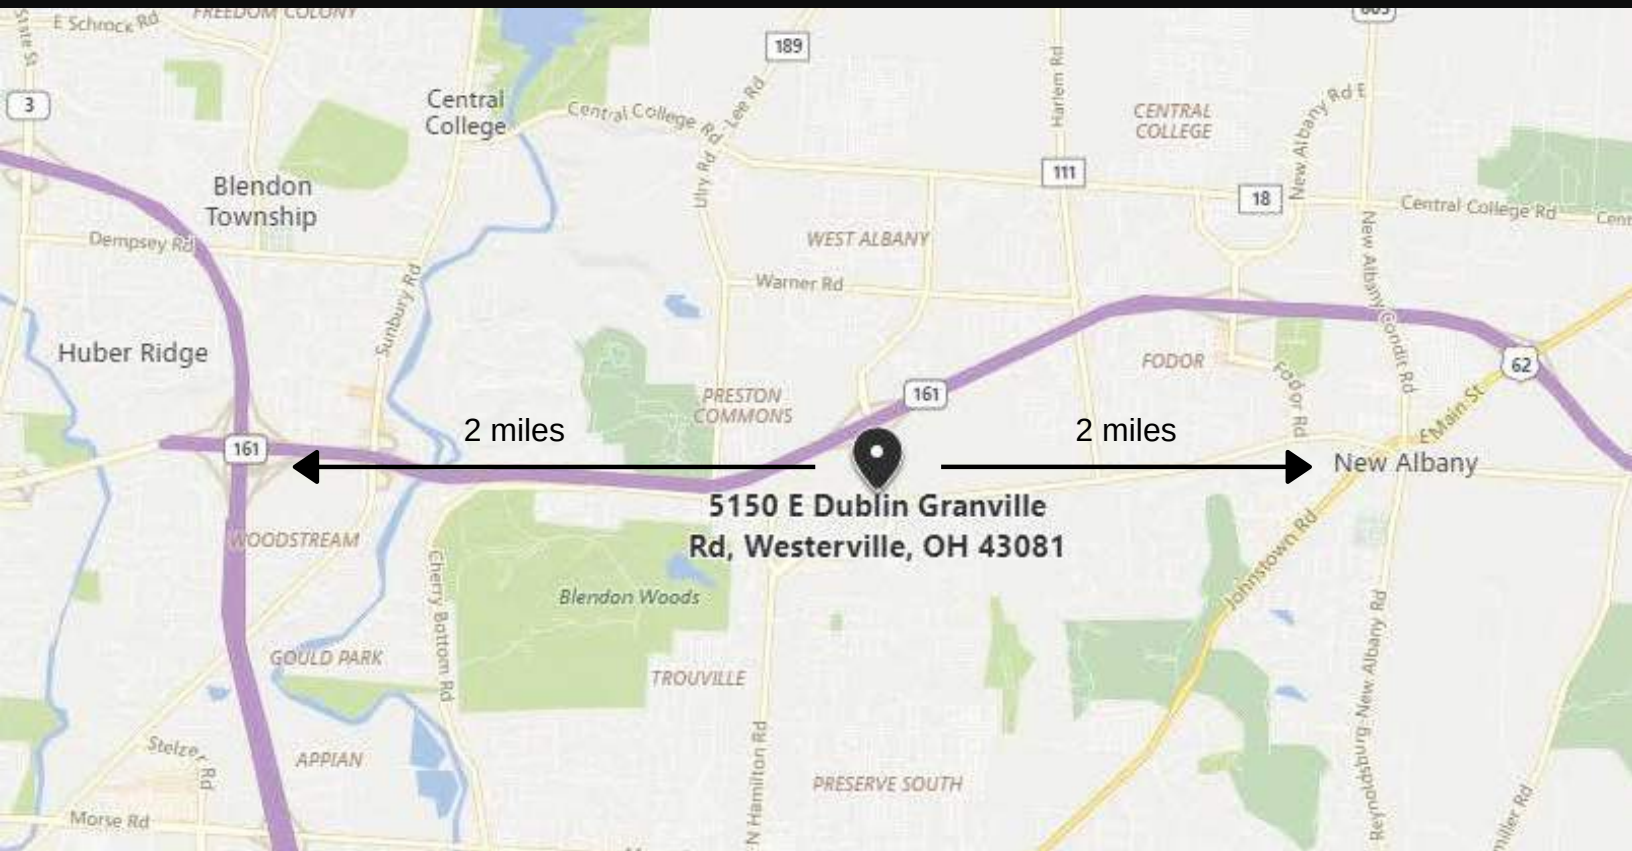 FREEDOM COLONY
State St
E Schrock Rd
605
3
189
Central
College
Central College Rd
Lee Rd
Ulry Rd
Harlem Rd
CENTRAL
COLLEGE
New Albany Rd E
111
18
Central College Rd
Cent
Blendon
Township
Dempsey Rd
WEST ALBANY
Warner Rd
New Albany Condit Rd
Sunbury Rd
Huber Ridge
PRESTON
COMMONS
161
FODOR
Fodor Rd
62
E Main St
2 miles
2 miles
161
New Albany
5150 E Dublin Granville
Rd, Westerville, OH 43081
WOODSTREAM
Cherry Bottom Rd
Blendon Woods
Johnstown Rd
GOULD PARK
TROUVILLE
Reynoldsburg-New Albany Rd
Stelzer Rd
APPIAN
N Hamilton Rd
PRESERVE SOUTH
Morse Rd
miller Rd